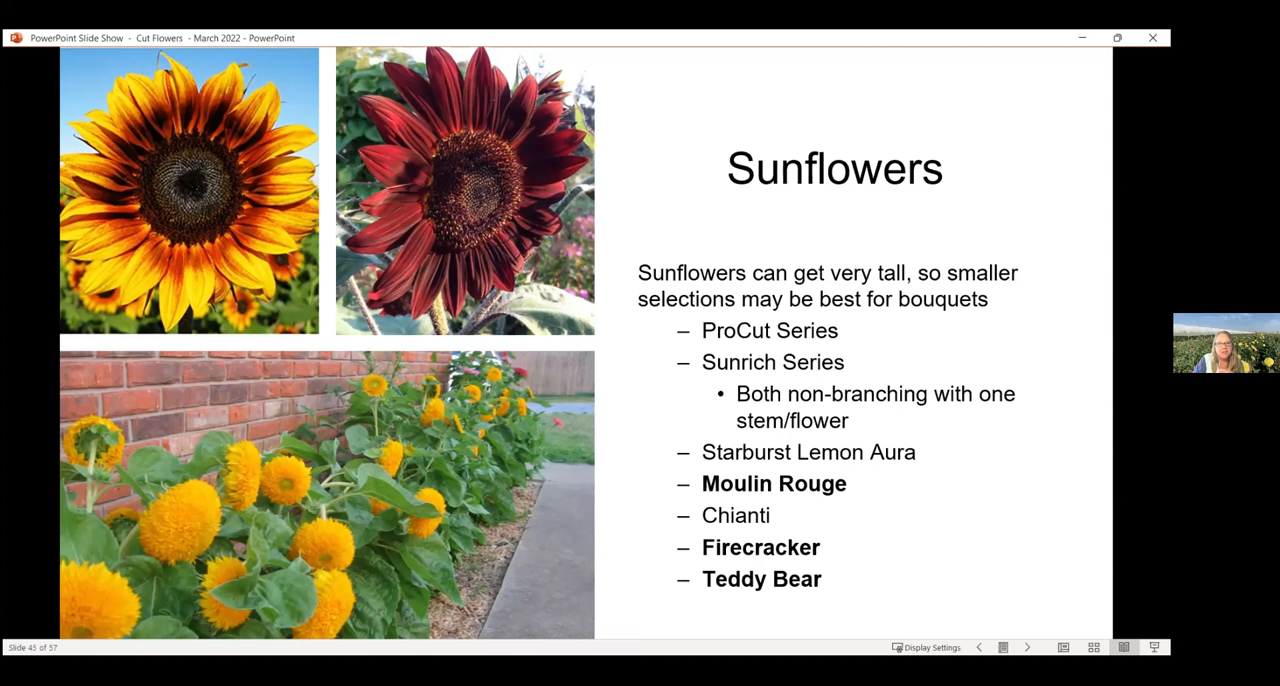 PowerPoint Slide Show - Cut Flowers - March 2022 - PowerPoint
Sunflowers
Sunflowers can get very tall, so smaller
selections may be best for bouquets
– ProCut Series
– Sunrich Series
• Both non-branching with one
stem/flower
– Starburst Lemon Aura
– Moulin Rouge
– Chianti
– Firecracker
– Teddy Bear
Slide 45 of 57
Display Settings